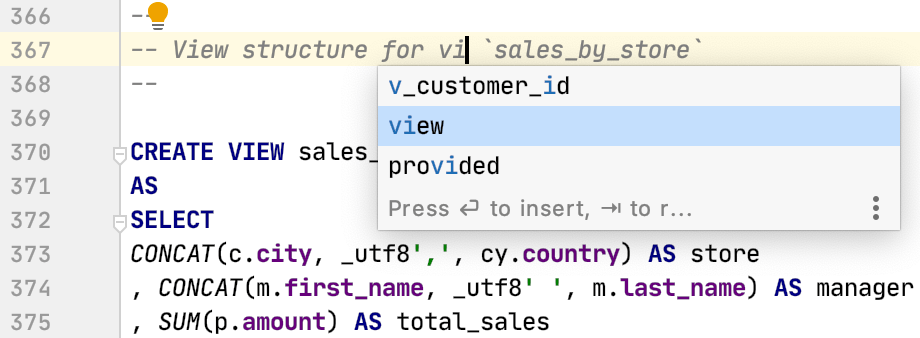 366 --
367 -- View structure for vi `sales_by_store`
368 --
369
370 CREATE VIEW sales_
371 AS
372 SELECT
373 CONCAT(c.city, _utf8',', cy.country) AS store
374 , CONCAT(m.first_name, _utf8' ', m.last_name) AS manager
375 , SUM(p.amount) AS total_sales
v_customer_id
view
provided
Press ↩ to insert, ⇥ to r...